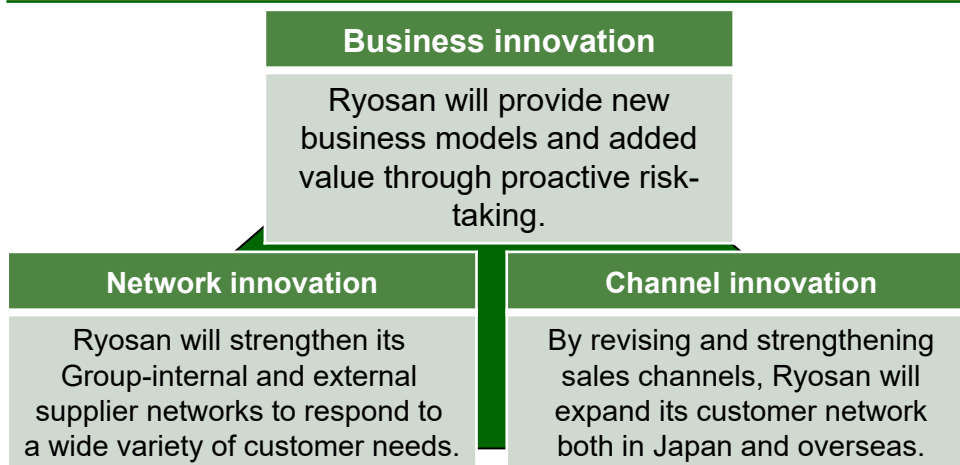 Business innovation
Ryosan will provide new
business models and added
value through proactive risk-
taking.
Network innovation
Ryosan will strengthen its
Group-internal and external
supplier networks to respond to
a wide variety of customer needs.
Channel innovation
By revising and strengthening
sales channels, Ryosan will
expand its customer network
both in Japan and overseas.